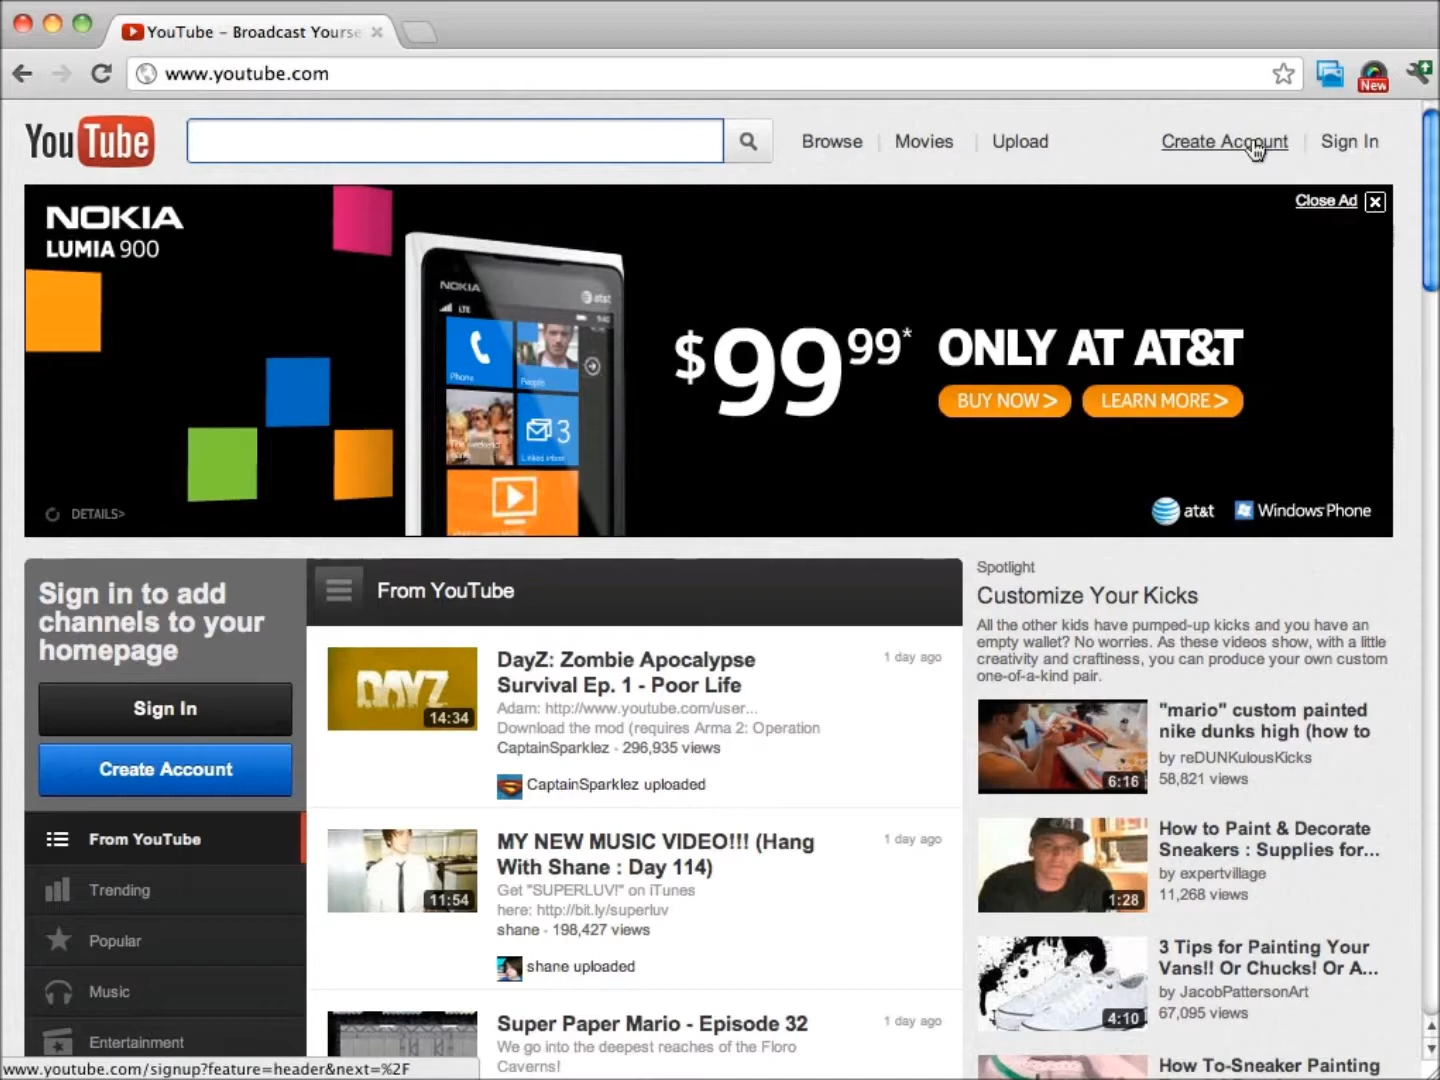 YouTube - Broadcast Yourse
www.youtube.com
New
YouTube
Browse
Movies
Upload
Create Account
Sign In
Close Ad
NOKIA
LUMIA 900
NOKIA
at&t
LTE
Phone
People
3
Linked inbox
$99 99* ONLY AT AT&T
BUY NOW >
LEARN MORE >
DETAILS>
at&t
Windows Phone
Sign in to add
channels to your
homepage
Sign In
Create Account
From YouTube
Trending
Popular
Music
Entertainment
From YouTube
DAYZ
14:34
DayZ: Zombie Apocalypse
Survival Ep. 1 - Poor Life
1 day ago
Adam: http://www.youtube.com/user...
Download the mod (requires Arma 2: Operation
CaptainSparklez - 296,935 views
CaptainSparklez uploaded
11:54
MY NEW MUSIC VIDEO!!! (Hang
With Shane : Day 114)
1 day ago
Get "SUPERLUV!" on iTunes
here: http://bit.ly/superluv
shane - 198,427 views
shane uploaded
Super Paper Mario - Episode 32
1 day ago
We go into the deepest reaches of the Floro
Caverns!
Spotlight
Customize Your Kicks
All the other kids have pumped-up kicks and you have an
empty wallet? No worries. As these videos show, with a little
creativity and craftiness, you can produce your own custom
one-of-a-kind pair.
6:16
"mario" custom painted
nike dunks high (how to
by reDUNKulousKicks
58,821 views
1:28
How to Paint & Decorate
Sneakers : Supplies for...
by expertvillage
11,268 views
4:10
3 Tips for Painting Your
Vans!! Or Chucks! Or A...
by JacobPattersonArt
67,095 views
How To-Sneaker Painting
www.youtube.com/signup?feature=header&next=%2F